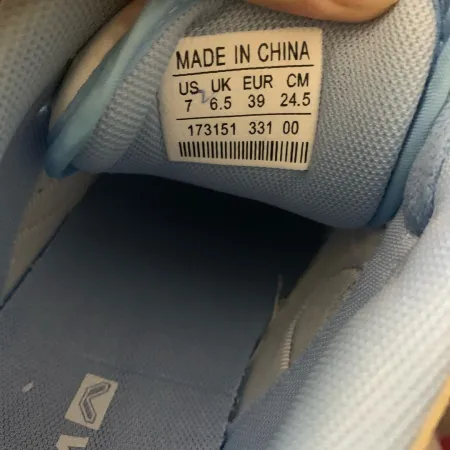 MADE IN CHINA
US UK EUR CM
7 6.5 39 24.5
173151 331 00